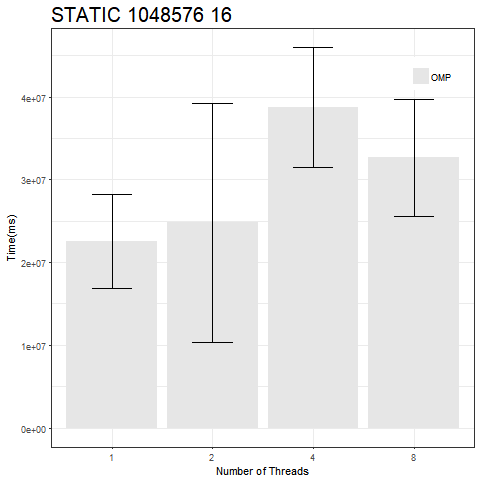 STATIC 1048576 16
OMP
Time(ms)
4e+07
3e+07
2e+07
1e+07
0e+00
1 2 4 8
Number of Threads